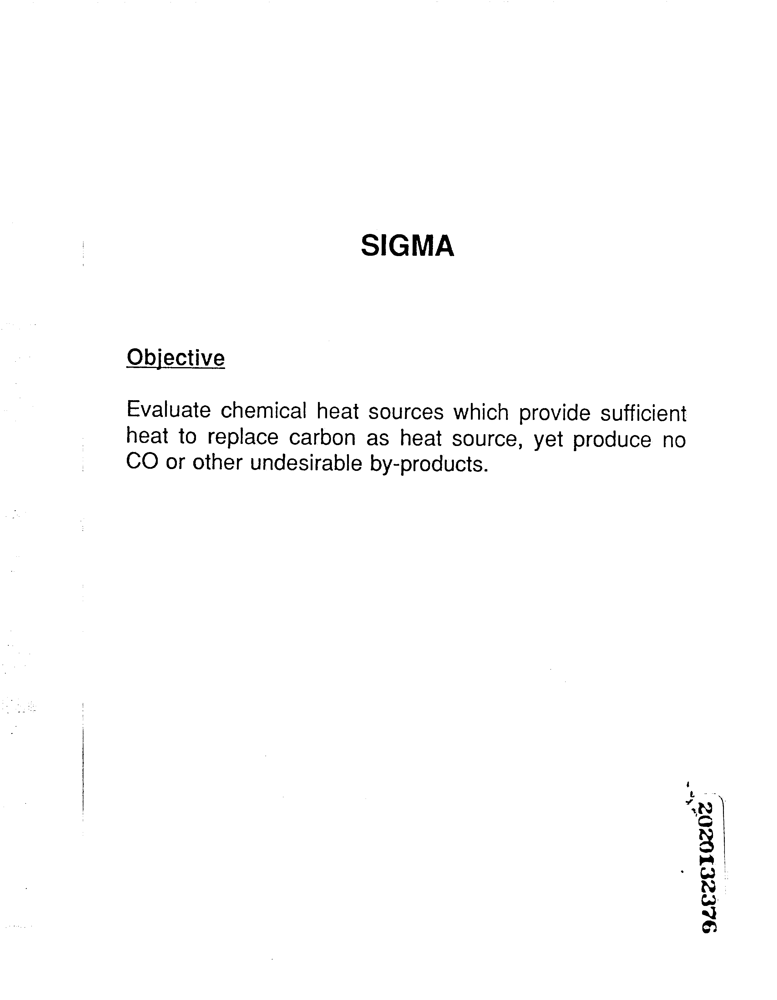 SIGMA
Objective
Evaluate chemical heat sources which provide sufficient
heat to replace carbon as heat source, yet produce no
CO or other undesirable by-products.
2020132376